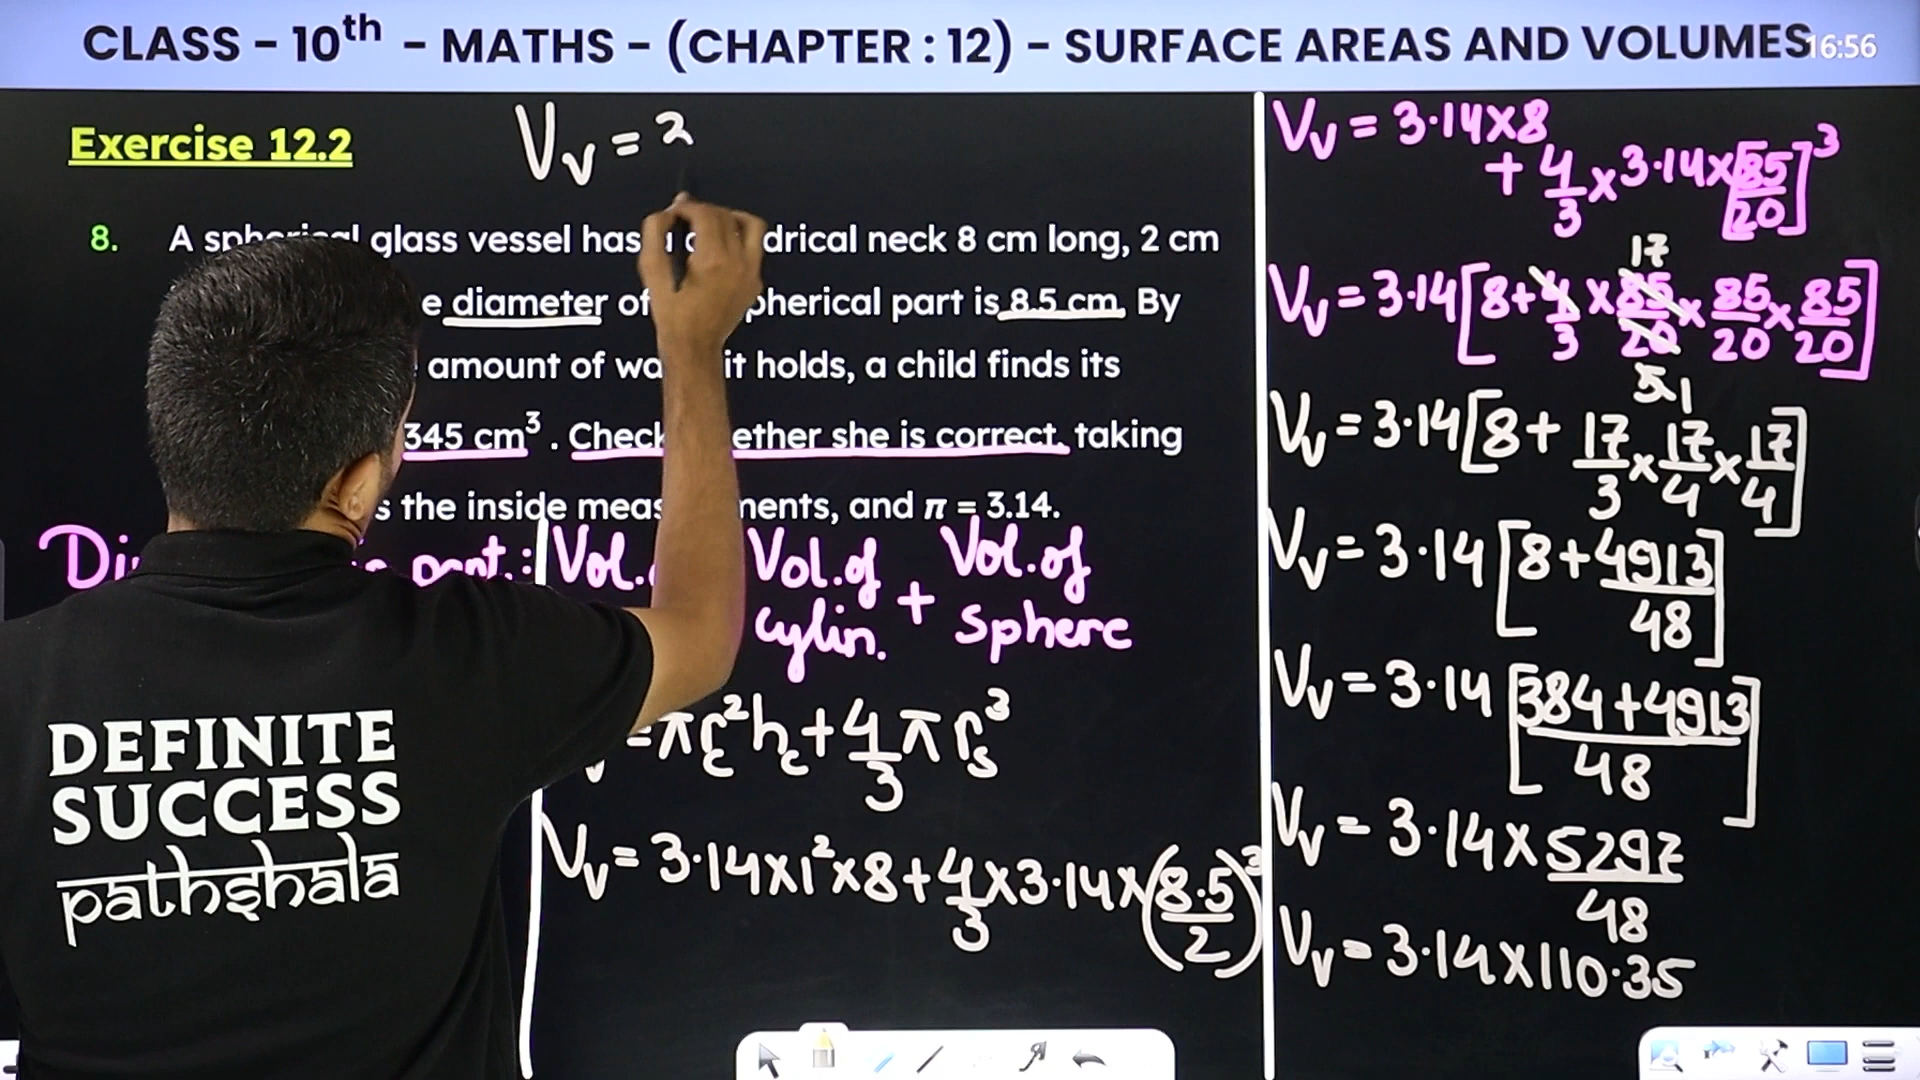 CLASS - 10th - MATHS - (CHAPTER : 12) - SURFACE AREAS AND VOLUMES
16:56
Exercise 12.2
Vv = 2
8. A spherical glass vessel has drical neck 8 cm long, 2 cm
e diameter of pherical part is 8.5 cm. By
amount of wa it holds, a child finds its
345 cm³ . Check ether she is correct, taking
s the inside meas ments, and π = 3.14.
Vol. Vol.of cylin. + Vol.of sphere
= πrc²hc + 4/3 π rs³
Vv = 3.14×1²×8+4/3×3.14×(8.5/2)³
Vv = 3.14×8
+ 4/3×3.14×[85/20]³
Vv = 3.14[8+4/3×85/20×85/20×85/20]
17
5 1
Vv = 3.14[8+ 17/3×17/4×17/4]
Vv = 3.14[8+4913/48]
Vv = 3.14[384+4913/48]
Vv = 3.14×5297/48
Vv = 3.14×110.35
DEFINITE
SUCCESS
pathshala